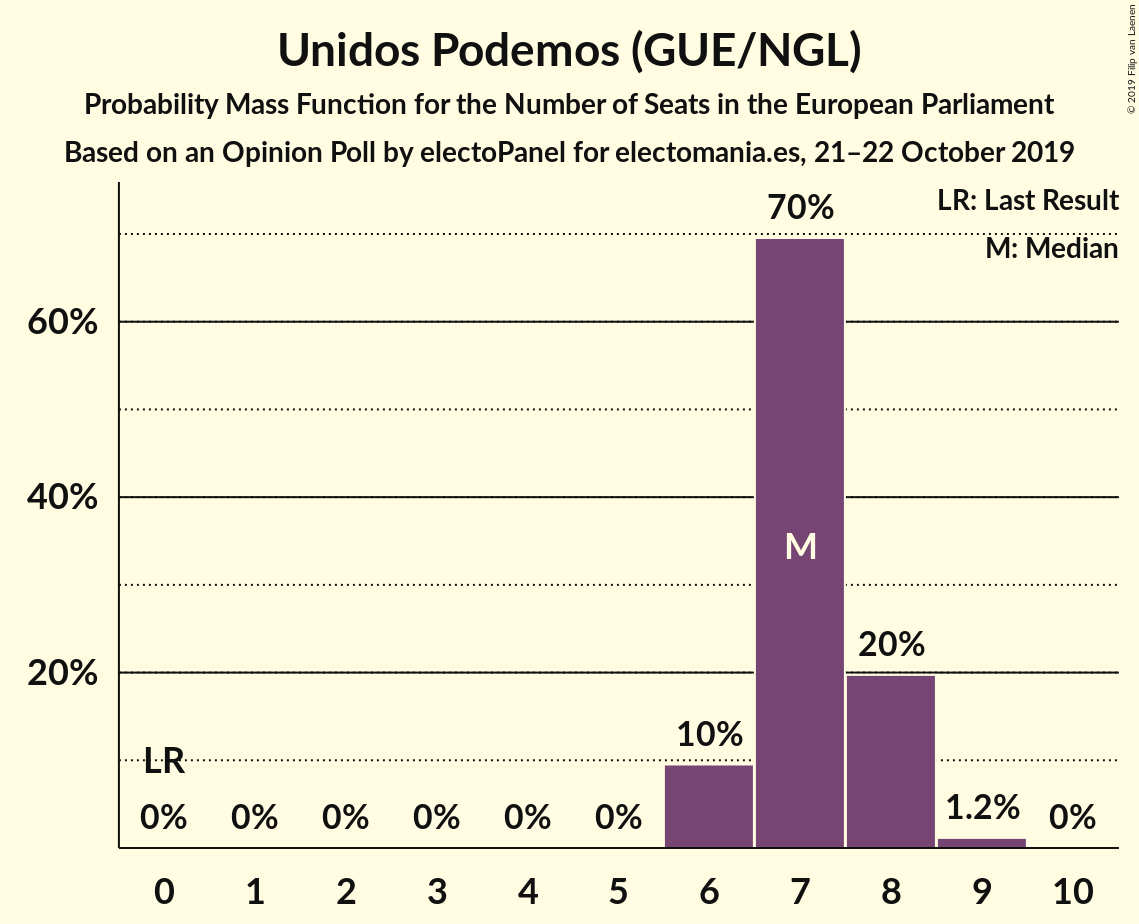 Unidos Podemos (GUE/NGL)
Probability Mass Function for the Number of Seats in the European Parliament
Based on an Opinion Poll by electoPanel for electomania.es, 21–22 October 2019
© 2019 Filip van Laenen
LR: Last Result
M: Median
70%
60%
40%
M
20%
20%
10%
LR
0% 0% 0% 0% 0% 0% 1.2% 0%
0 1 2 3 4 5 6 7 8 9 10